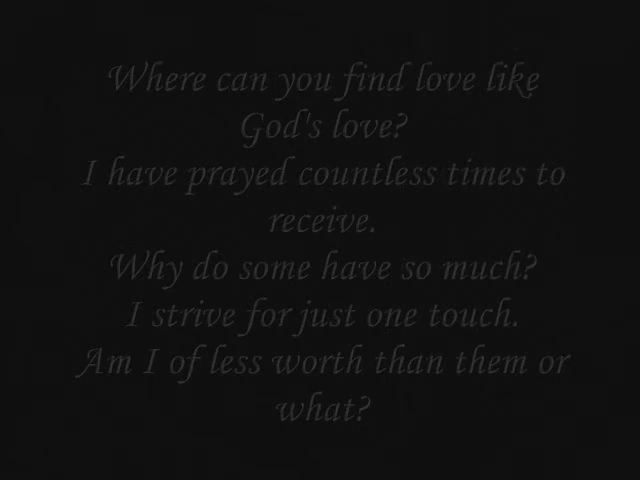 Where can you find love like
God's love?
I have prayed countless times to
receive.
Why do some have so much?
I strive for just one touch.
Am I of less worth than them or
what?